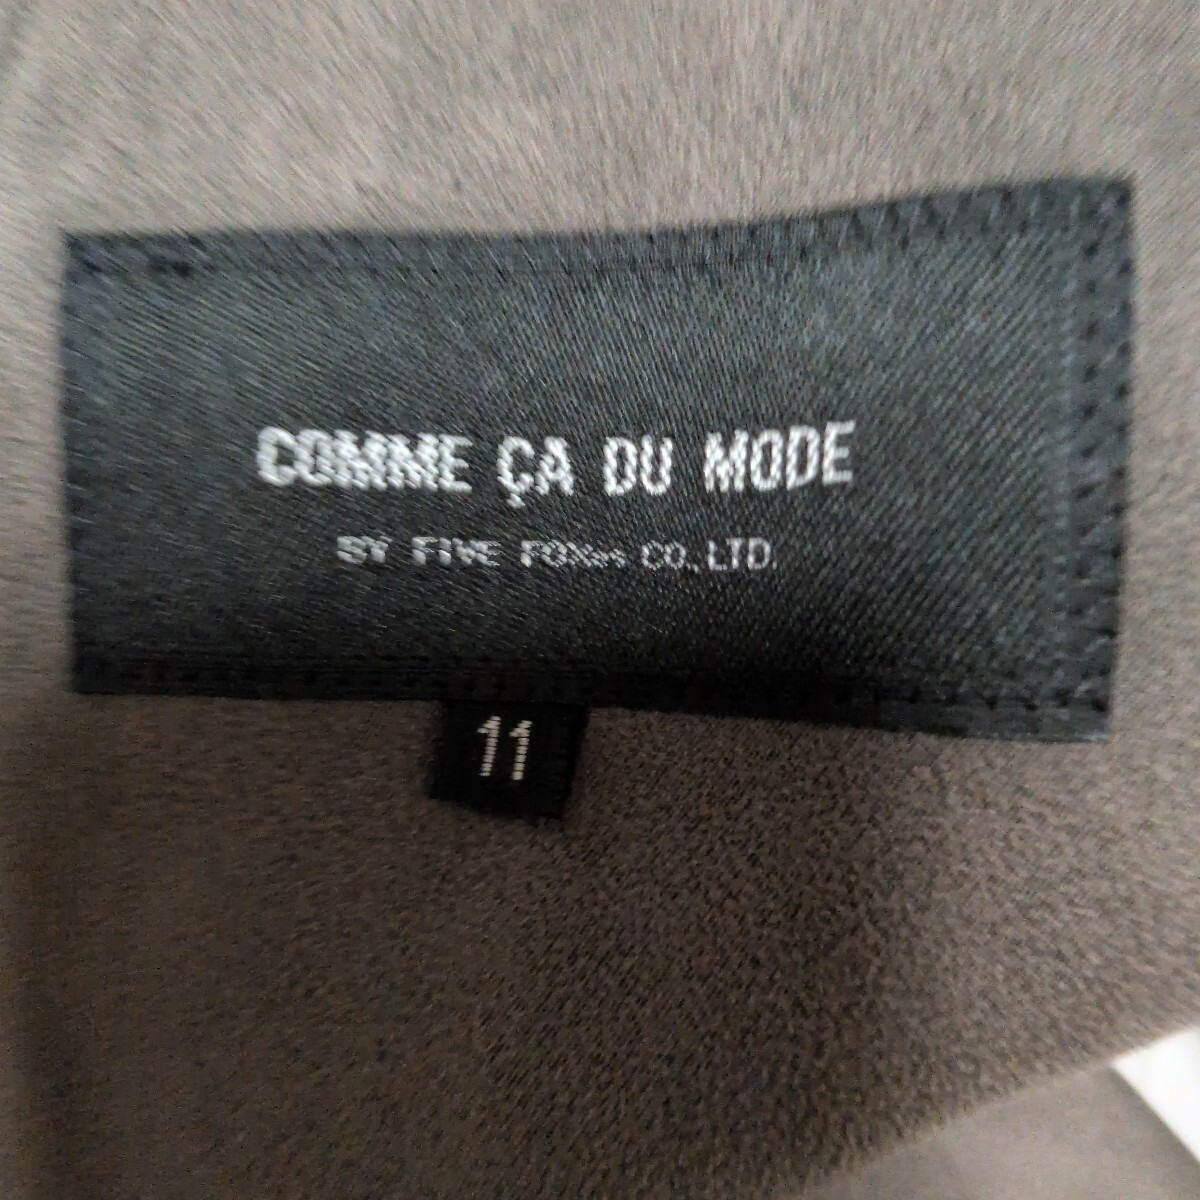 COMME ÇA DU MODE
BY FIVE FOXes CO., LTD.
11